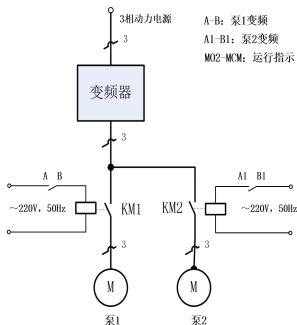 3相动力电源
A-B: 泵1变频
A1-B1: 泵2变频
MO2-MCM: 运行指示
3
变频器
3
A B
A1 B1
KM1
KM2
~220V, 50Hz
~220V, 50Hz
3
3
M
M
泵1
泵2